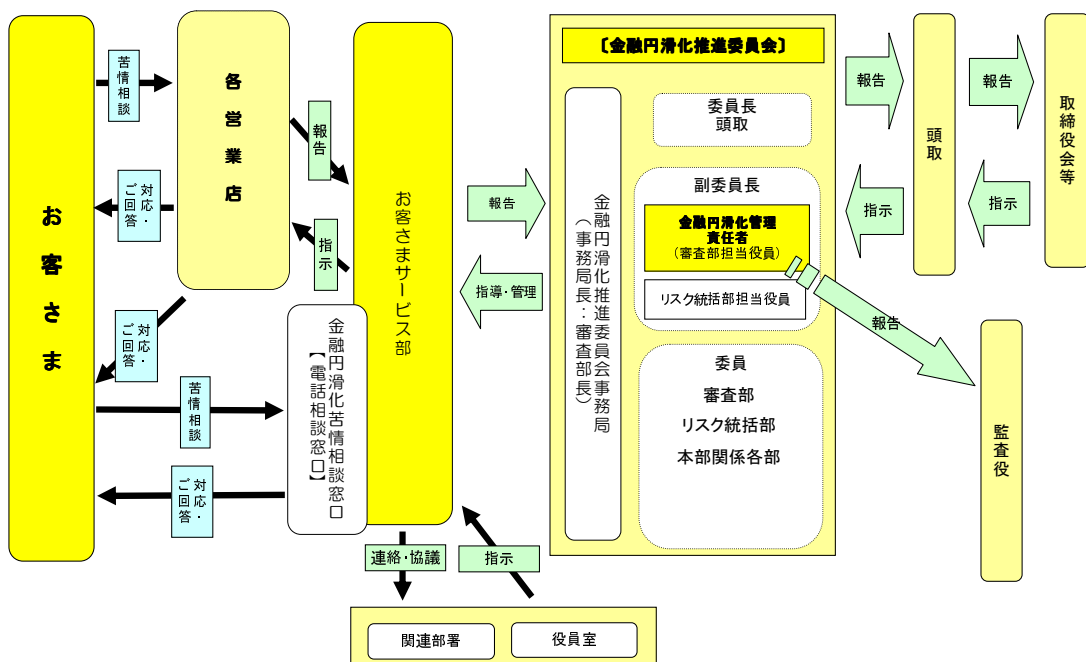 お客さま
苦情相談
対応・
ご回答
各営業店
対応・
ご回答
苦情相談
対応・
ご回答
報告
指示
お客さまサービス部
金融円滑化苦情相談窓口
【電話相談窓口】
連絡・協議
指示
関連部署
役員室
報告
指導・管理
〔金融円滑化推進委員会〕
金融円滑化推進委員会事務局
(事務局長:審査部長)
委員長
頭取
副委員長
金融円滑化管理
責任者
(審査部担当役員)
リスク統括部担当役員
委員
審査部
リスク統括部
本部関係各部
報告
指示
頭取
報告
指示
取締役会等
報告
監査役